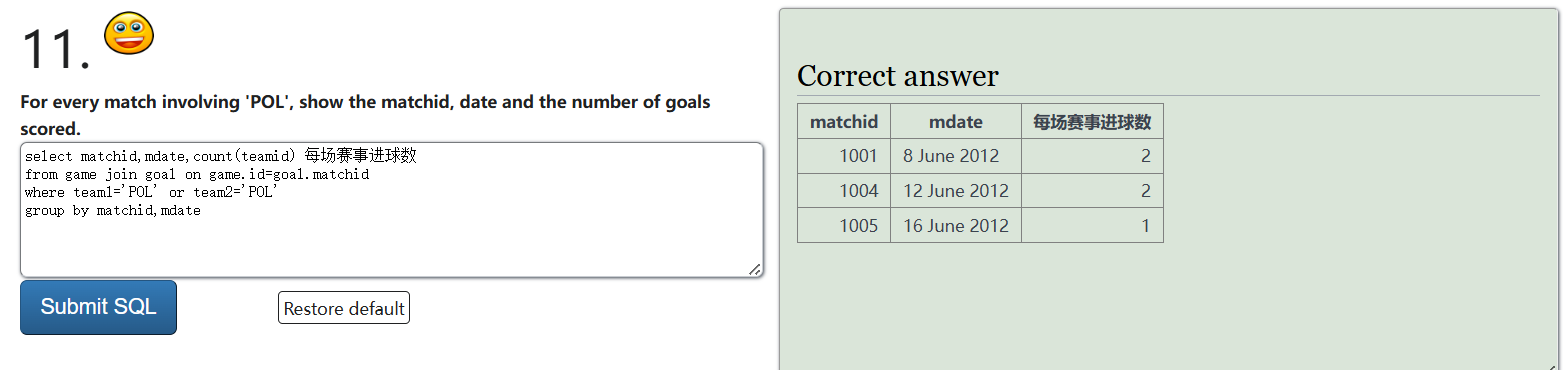 11.
For every match involving 'POL', show the matchid, date and the number of goals
scored.
select matchid,mdate,count(teamid) 每场赛事进球数
from game join goal on game.id=goal.matchid
where team1='POL' or team2='POL'
group by matchid,mdate
Submit SQL
Restore default
Correct answer
matchid mdate 每场赛事进球数
1001 8 June 2012 2
1004 12 June 2012 2
1005 16 June 2012 1